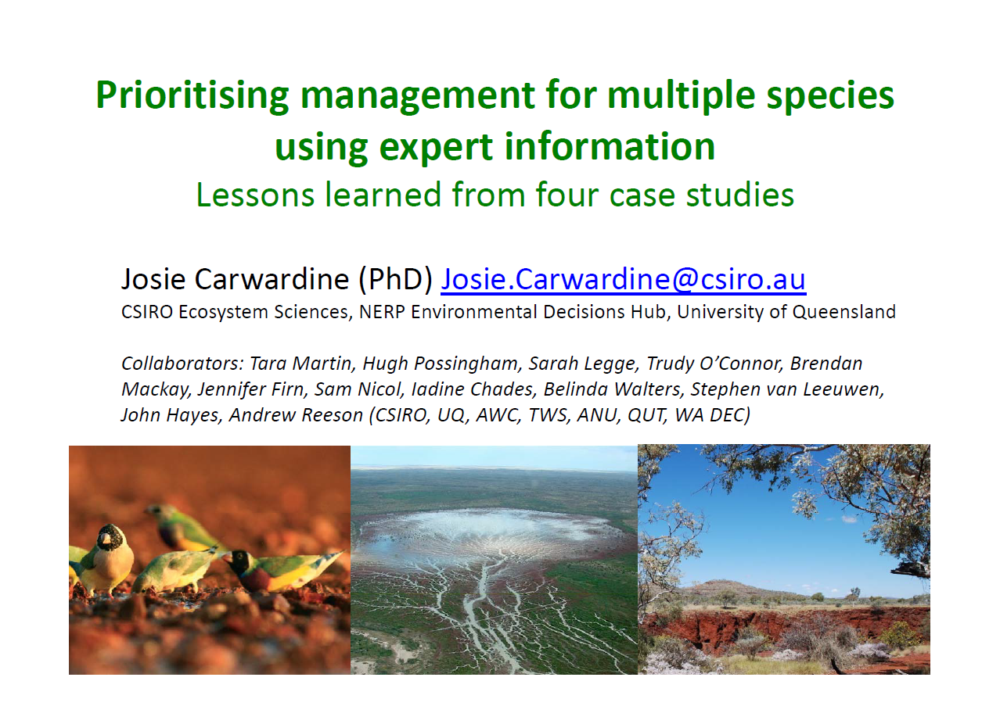 Prioritising management for multiple species
using expert information
Lessons learned from four case studies
Josie Carwardine (PhD) Josie.Carwardine@csiro.au
CSIRO Ecosystem Sciences, NERP Environmental Decisions Hub, University of Queensland
Collaborators: Tara Martin, Hugh Possingham, Sarah Legge, Trudy O’Connor, Brendan
Mackay, Jennifer Firn, Sam Nicol, Iadine Chades, Belinda Walters, Stephen van Leeuwen,
John Hayes, Andrew Reeson (CSIRO, UQ, AWC, TWS, ANU, QUT, WA DEC)